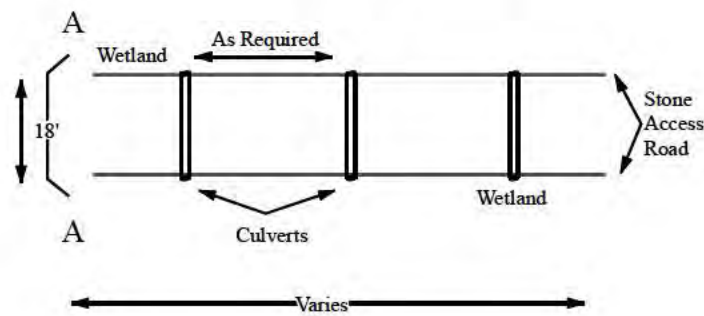 A
As Required
Wetland
18'
Stone
Access
Road
Wetland
A
Culverts
Varies